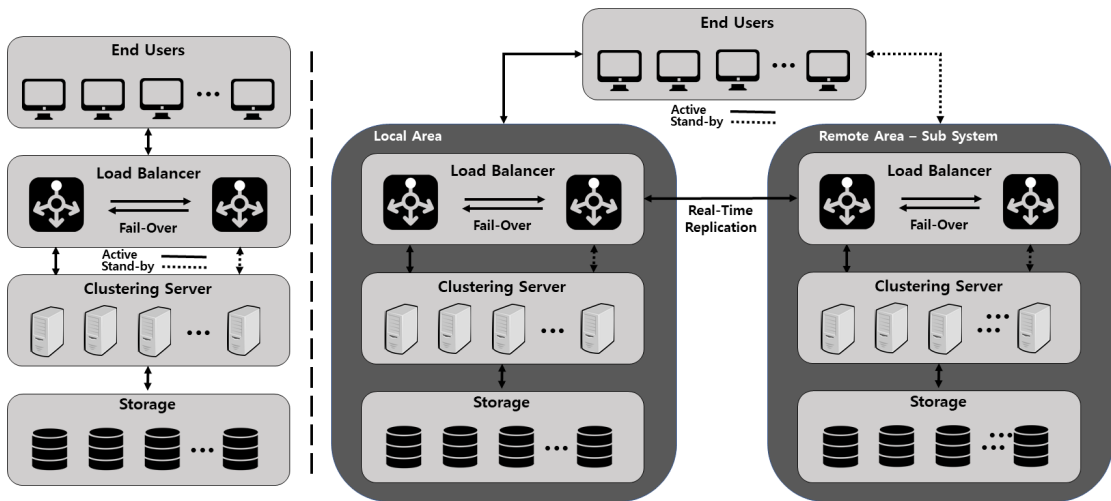 End Users
Load Balancer
Fail-Over
Active
Stand-by
Clustering Server
Storage
End Users
Active
Stand-by
Local Area
Load Balancer
Fail-Over
Clustering Server
Storage
Real-Time
Replication
Remote Area – Sub System
Load Balancer
Fail-Over
Clustering Server
Storage